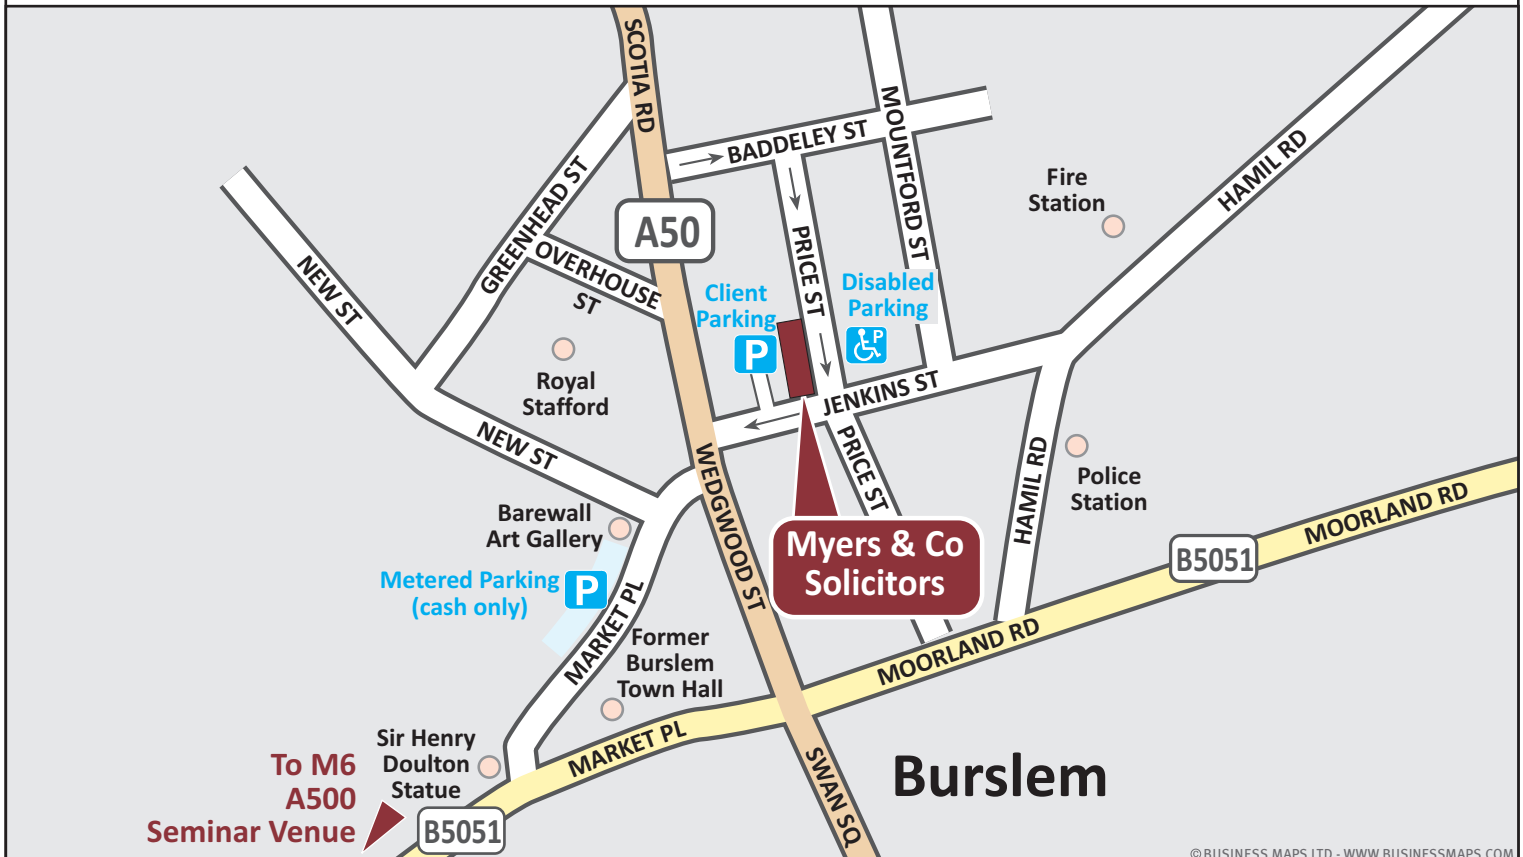 SCOTIA RD
MOUNTFORD ST
BADDELEY ST
HAMIL RD
Fire
Station
GREENHEAD ST
A50
OVERHOUSE
ST
NEW ST
PRICE ST
Client
Parking
P
Disabled
Parking
P
Royal
Stafford
JENKINS ST
NEW ST
WEDGWOOD ST
PRICE ST
HAMIL RD
Police
Station
MOORLAND RD
B5051
Barewall
Art Gallery
Metered Parking
(cash only)
P
MARKET PL
Myers & Co
Solicitors
Former
Burslem
Town Hall
MOORLAND RD
MARKET PL
Sir Henry
Doulton
Statue
To M6
A500
Seminar Venue
B5051
SWAN SQ
Burslem
© BUSINESS MAPS LTD - WWW.BUSINESSMAPS.COM